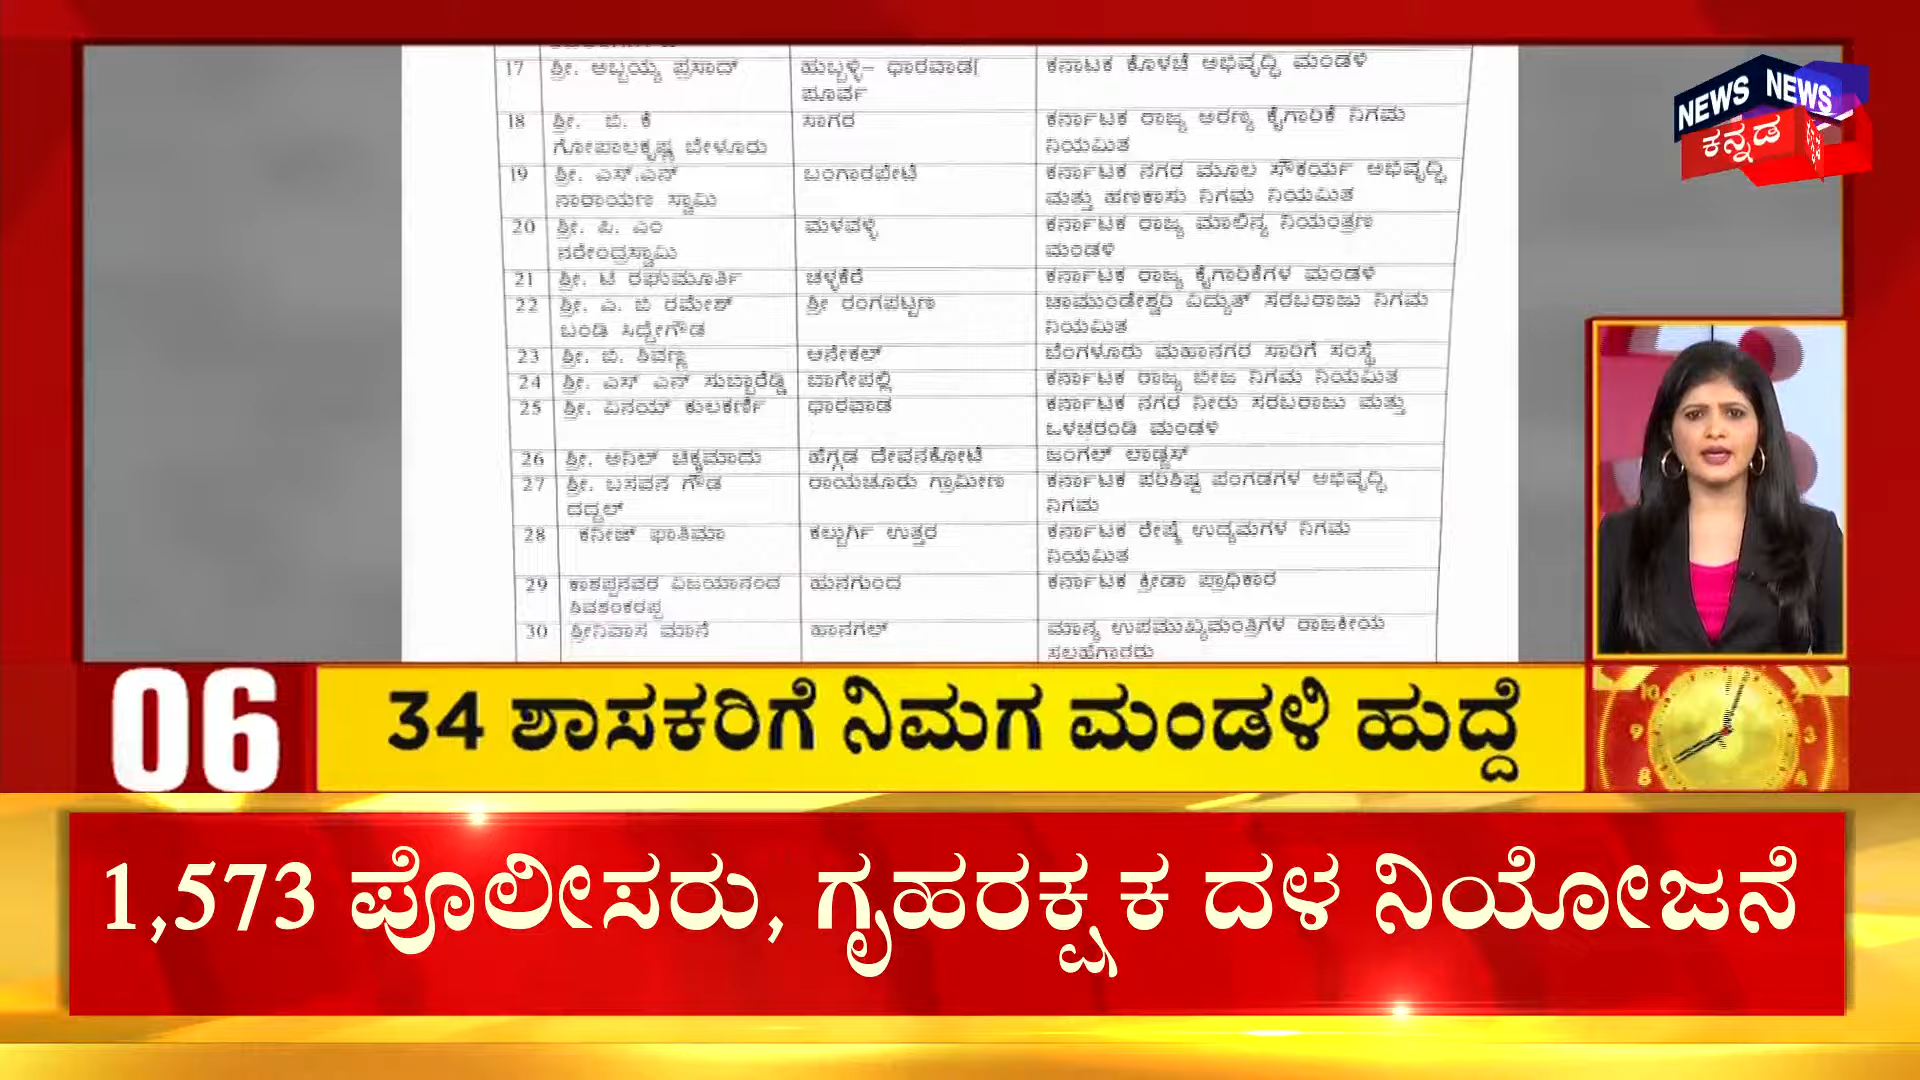 17 ಶ್ರೀ. ಅಬ್ಬಯ್ಯ ಪ್ರಸಾದ್ ಹುಬ್ಬಳ್ಳಿ- ಧಾರವಾಡ( ಕರ್ನಾಟಕ ಕೊಳಚೆ ಅಭಿವೃದ್ಧಿ ಮಂಡಳಿ
ಪೂರ್ವ
18 ಶ್ರೀ. ಬಿ. ಕೆ ಸಾಗರ ಕರ್ನಾಟಕ ರಾಜ್ಯ ಅರಣ್ಯ ಕೈಗಾರಿಕೆ ನಿಗಮ
ಗೋಪಾಲಕೃಷ್ಣ ಬೇಳೂರು ನಿಯಮಿತ
19 ಶ್ರೀ. ಎಸ್.ಎನ್ ಬಂಗಾರಪೇಟೆ ಕರ್ನಾಟಕ ನಗರ ಮೂಲ ಸೌಕರ್ಯ ಅಭಿವೃದ್ಧಿ
ನಾರಾಯಣ ಸ್ವಾಮಿ ಮತ್ತು ಹಣಕಾಸು ನಿಗಮ ನಿಯಮಿತ
20 ಶ್ರೀ. ಪಿ. ಎಂ ಮಳವಳ್ಳಿ ಕರ್ನಾಟಕ ರಾಜ್ಯ ಮಾಲಿನ್ಯ ನಿಯಂತ್ರಣ
ನರೇಂದ್ರಸ್ವಾಮಿ ಮಂಡಳಿ
21 ಶ್ರೀ. ಟಿ ರಘುಮೂರ್ತಿ ಚಳ್ಳಕೆರೆ ಕರ್ನಾಟಕ ರಾಜ್ಯ ಕೈಗಾರಿಕೆಗಳ ಮಂಡಳಿ
22 ಶ್ರೀ. ಎ. ಬಿ ರಮೇಶ್ ಶ್ರೀ ರಂಗಪಟ್ಟಣ ಚಾಮುಂಡೇಶ್ವರಿ ವಿದ್ಯುತ್ ಸರಬರಾಜು ನಿಗಮ
ಬಂಡಿ ಸಿದ್ದೇಗೌಡ ನಿಯಮಿತ
23 ಶ್ರೀ. ಬಿ. ಶಿವಣ್ಣ ಆನೇಕಲ್ ಬೆಂಗಳೂರು ಮಹಾನಗರ ಸಾರಿಗೆ ಸಂಸ್ಥೆ
24 ಶ್ರೀ. ಎಸ್ ಎನ್ ಸುಬ್ಬಾರೆಡ್ಡಿ ಬಾಗೇಪಲ್ಲಿ ಕರ್ನಾಟಕ ರಾಜ್ಯ ಬೀಜ ನಿಗಮ ನಿಯಮಿತ
25 ಶ್ರೀ. ವಿನಯ್ ಕುಲಕರ್ಣಿ ಧಾರವಾಡ ಕರ್ನಾಟಕ ನಗರ ನೀರು ಸರಬರಾಜು ಮತ್ತು
ಒಳಚರಂಡಿ ಮಂಡಳಿ
26 ಶ್ರೀ. ಅನಿಲ್ ಚಿಕ್ಕಮಾದು ಹೆಗ್ಗಡ ದೇವನಕೋಟೆ ಜಂಗಲ್ ಲಾಡ್ಜಸ್
27 ಶ್ರೀ. ಬಸವನ ಗೌಡ ರಾಯಚೂರು ಗ್ರಾಮೀಣ ಕರ್ನಾಟಕ ಪರಿಶಿಷ್ಟ ಪಂಗಡಗಳ ಅಭಿವೃದ್ಧಿ
ದದ್ದಲ್ ನಿಗಮ
28 ಕನೀಜ್ ಫಾತಿಮಾ ಕಲ್ಬುರ್ಗಿ ಉತ್ತರ ಕರ್ನಾಟಕ ರೇಷ್ಮೆ ಉದ್ಯಮಗಳ ನಿಗಮ
ನಿಯಮಿತ
29 ಕಾಶಪ್ಪನವರ ವಿಜಯಾನಂದ ಹುನಗುಂದ ಕರ್ನಾಟಕ ಕ್ರೀಡಾ ಪ್ರಾಧಿಕಾರ
ಶಿವಶಂಕರಪ್ಪ
30 ಶ್ರೀನಿವಾಸ ಮಾನೆ ಹಾನಗಲ್ ಮಾನ್ಯ ಉಪಮುಖ್ಯಮಂತ್ರಿಗಳ ರಾಜಕೀಯ
ಸಲಹೆಗಾರರು
NEWS NEWS
ಕನ್ನಡ
06 34 ಶಾಸಕರಿಗೆ ನಿಮಗ ಮಂಡಳಿ ಹುದ್ದೆ
1,573 ಪೊಲೀಸರು, ಗೃಹರಕ್ಷಕ ದಳ ನಿಯೋಜನೆ